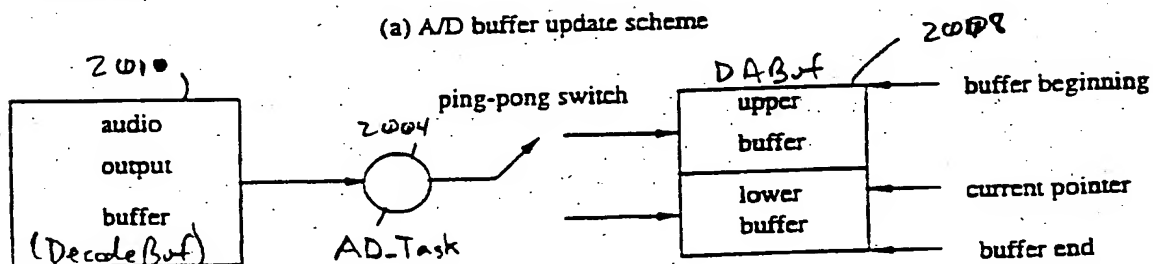 (a) A/D buffer update scheme
2010
audio
output
buffer
(DecodeBuf)
2004
AD_Task
ping-pong switch
DABuf
upper
buffer
lower
buffer
buffer beginning
current pointer
buffer end